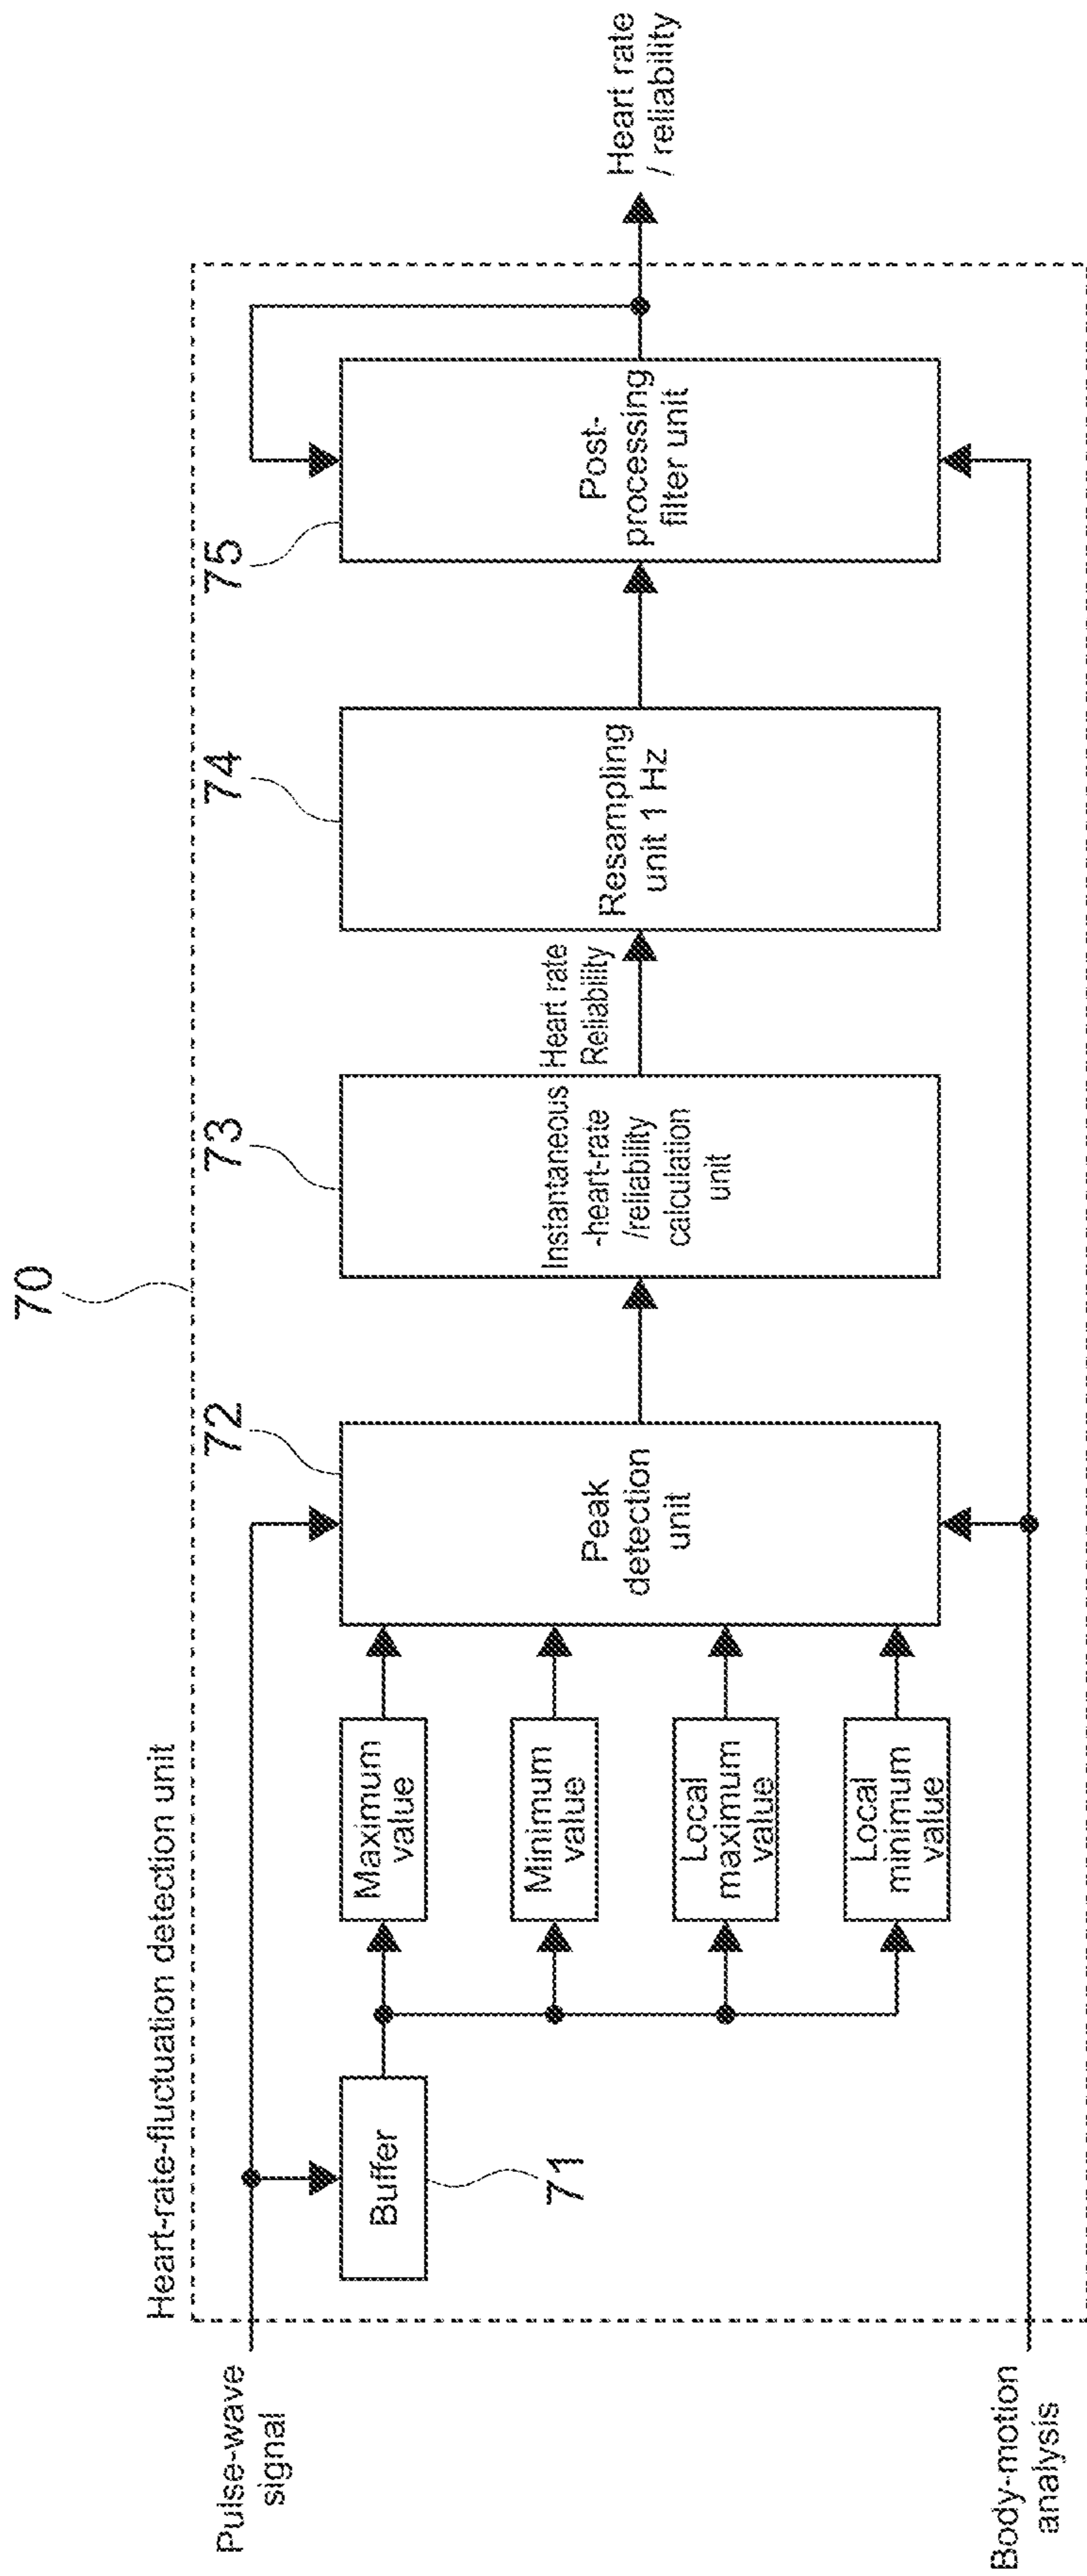 70
Heart-rate-fluctuation detection unit
Pulse-wave
signal
Buffer
71
Maximum
value
Minimum
value
Local
maximum
value
Local
minimum
value
72
Peak
detection
unit
73
Instantaneous
-heart-rate
/reliability
calculation
unit
Heart rate
Reliability
74
Resampling
unit 1 Hz
75
Post-
processing
filter unit
Heart rate
/ reliability
Body-motion
analysis